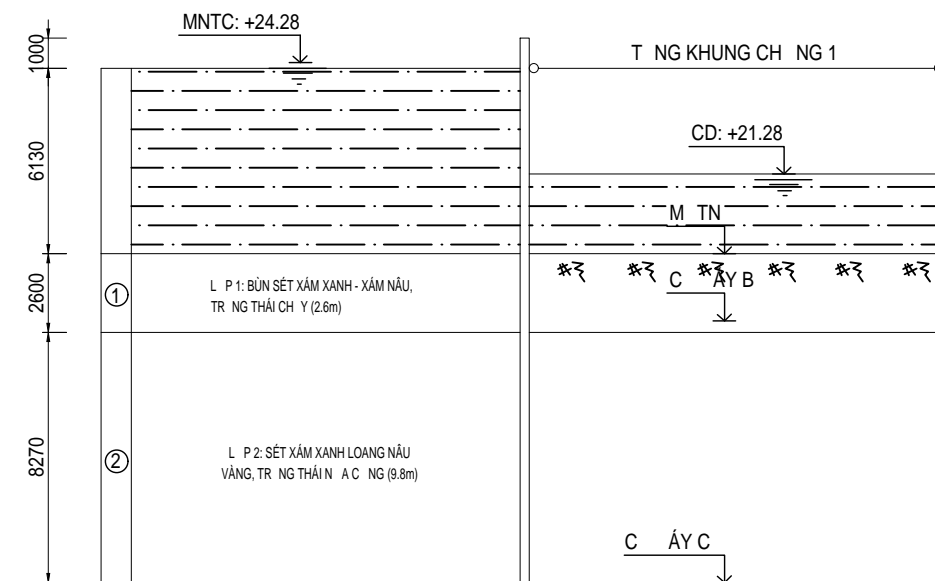 MNTC: +24.28
T NG KHUNG CH NG 1
1000
CD: +21.28
6130
M TN
C ÁY B
2600
1
L P 1: BÙN SÉT XÁM XANH - XÁM NÂU,
TR NG THÁI CH Y (2.6m)
8270
2
L P 2: SÉT XÁM XANH LOANG NÂU
VÀNG, TR NG THÁI N A C NG (9.8m)
C ÁY C